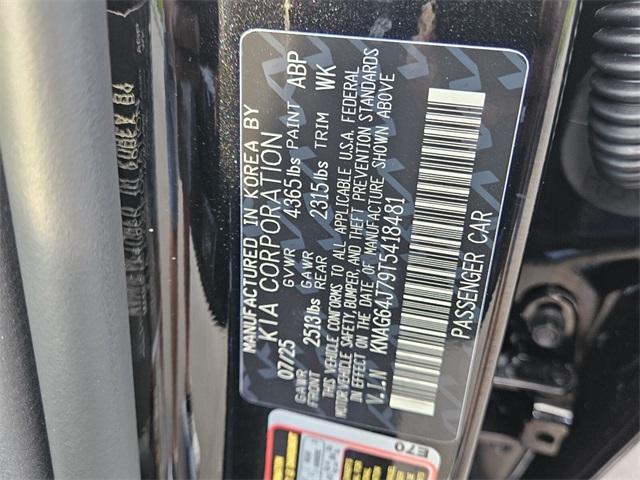 MANUFACTURED IN KOREA BY
KIA CORPORATION
07/25 GVWR 4365lbs PAINT ABP
GAWR FRONT 2513lbs GAWR REAR 2315lbs TRIM WK
THIS VEHICLE CONFORMS TO ALL APPLICABLE U.S.A. FEDERAL
MOTOR VEHICLE SAFETY, BUMPER, AND THEFT PREVENTION STANDARDS
IN EFFECT ON THE DATE OF MANUFACTURE SHOWN ABOVE
V.I.N KNAG64J79T5418481
PASSENGER CAR
E70